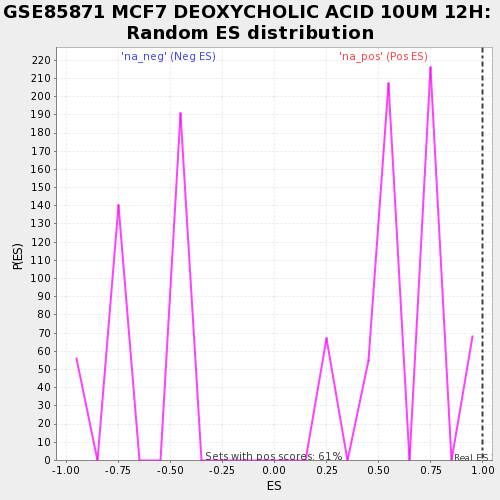 GSE85871 MCF7 DEOXYCHOLIC ACID 10UM 12H:
Random ES distribution
'na_neg' (Neg ES)
'na_pos' (Pos ES)
220
210
200
190
180
170
160
150
140
130
120
110
100
90
80
70
60
50
40
30
20
10
0
P(ES)
Sets with pos scores: 61%
Real ES
-1.00 -0.75 -0.50 -0.25 0.00 0.25 0.50 0.75 1.00
ES